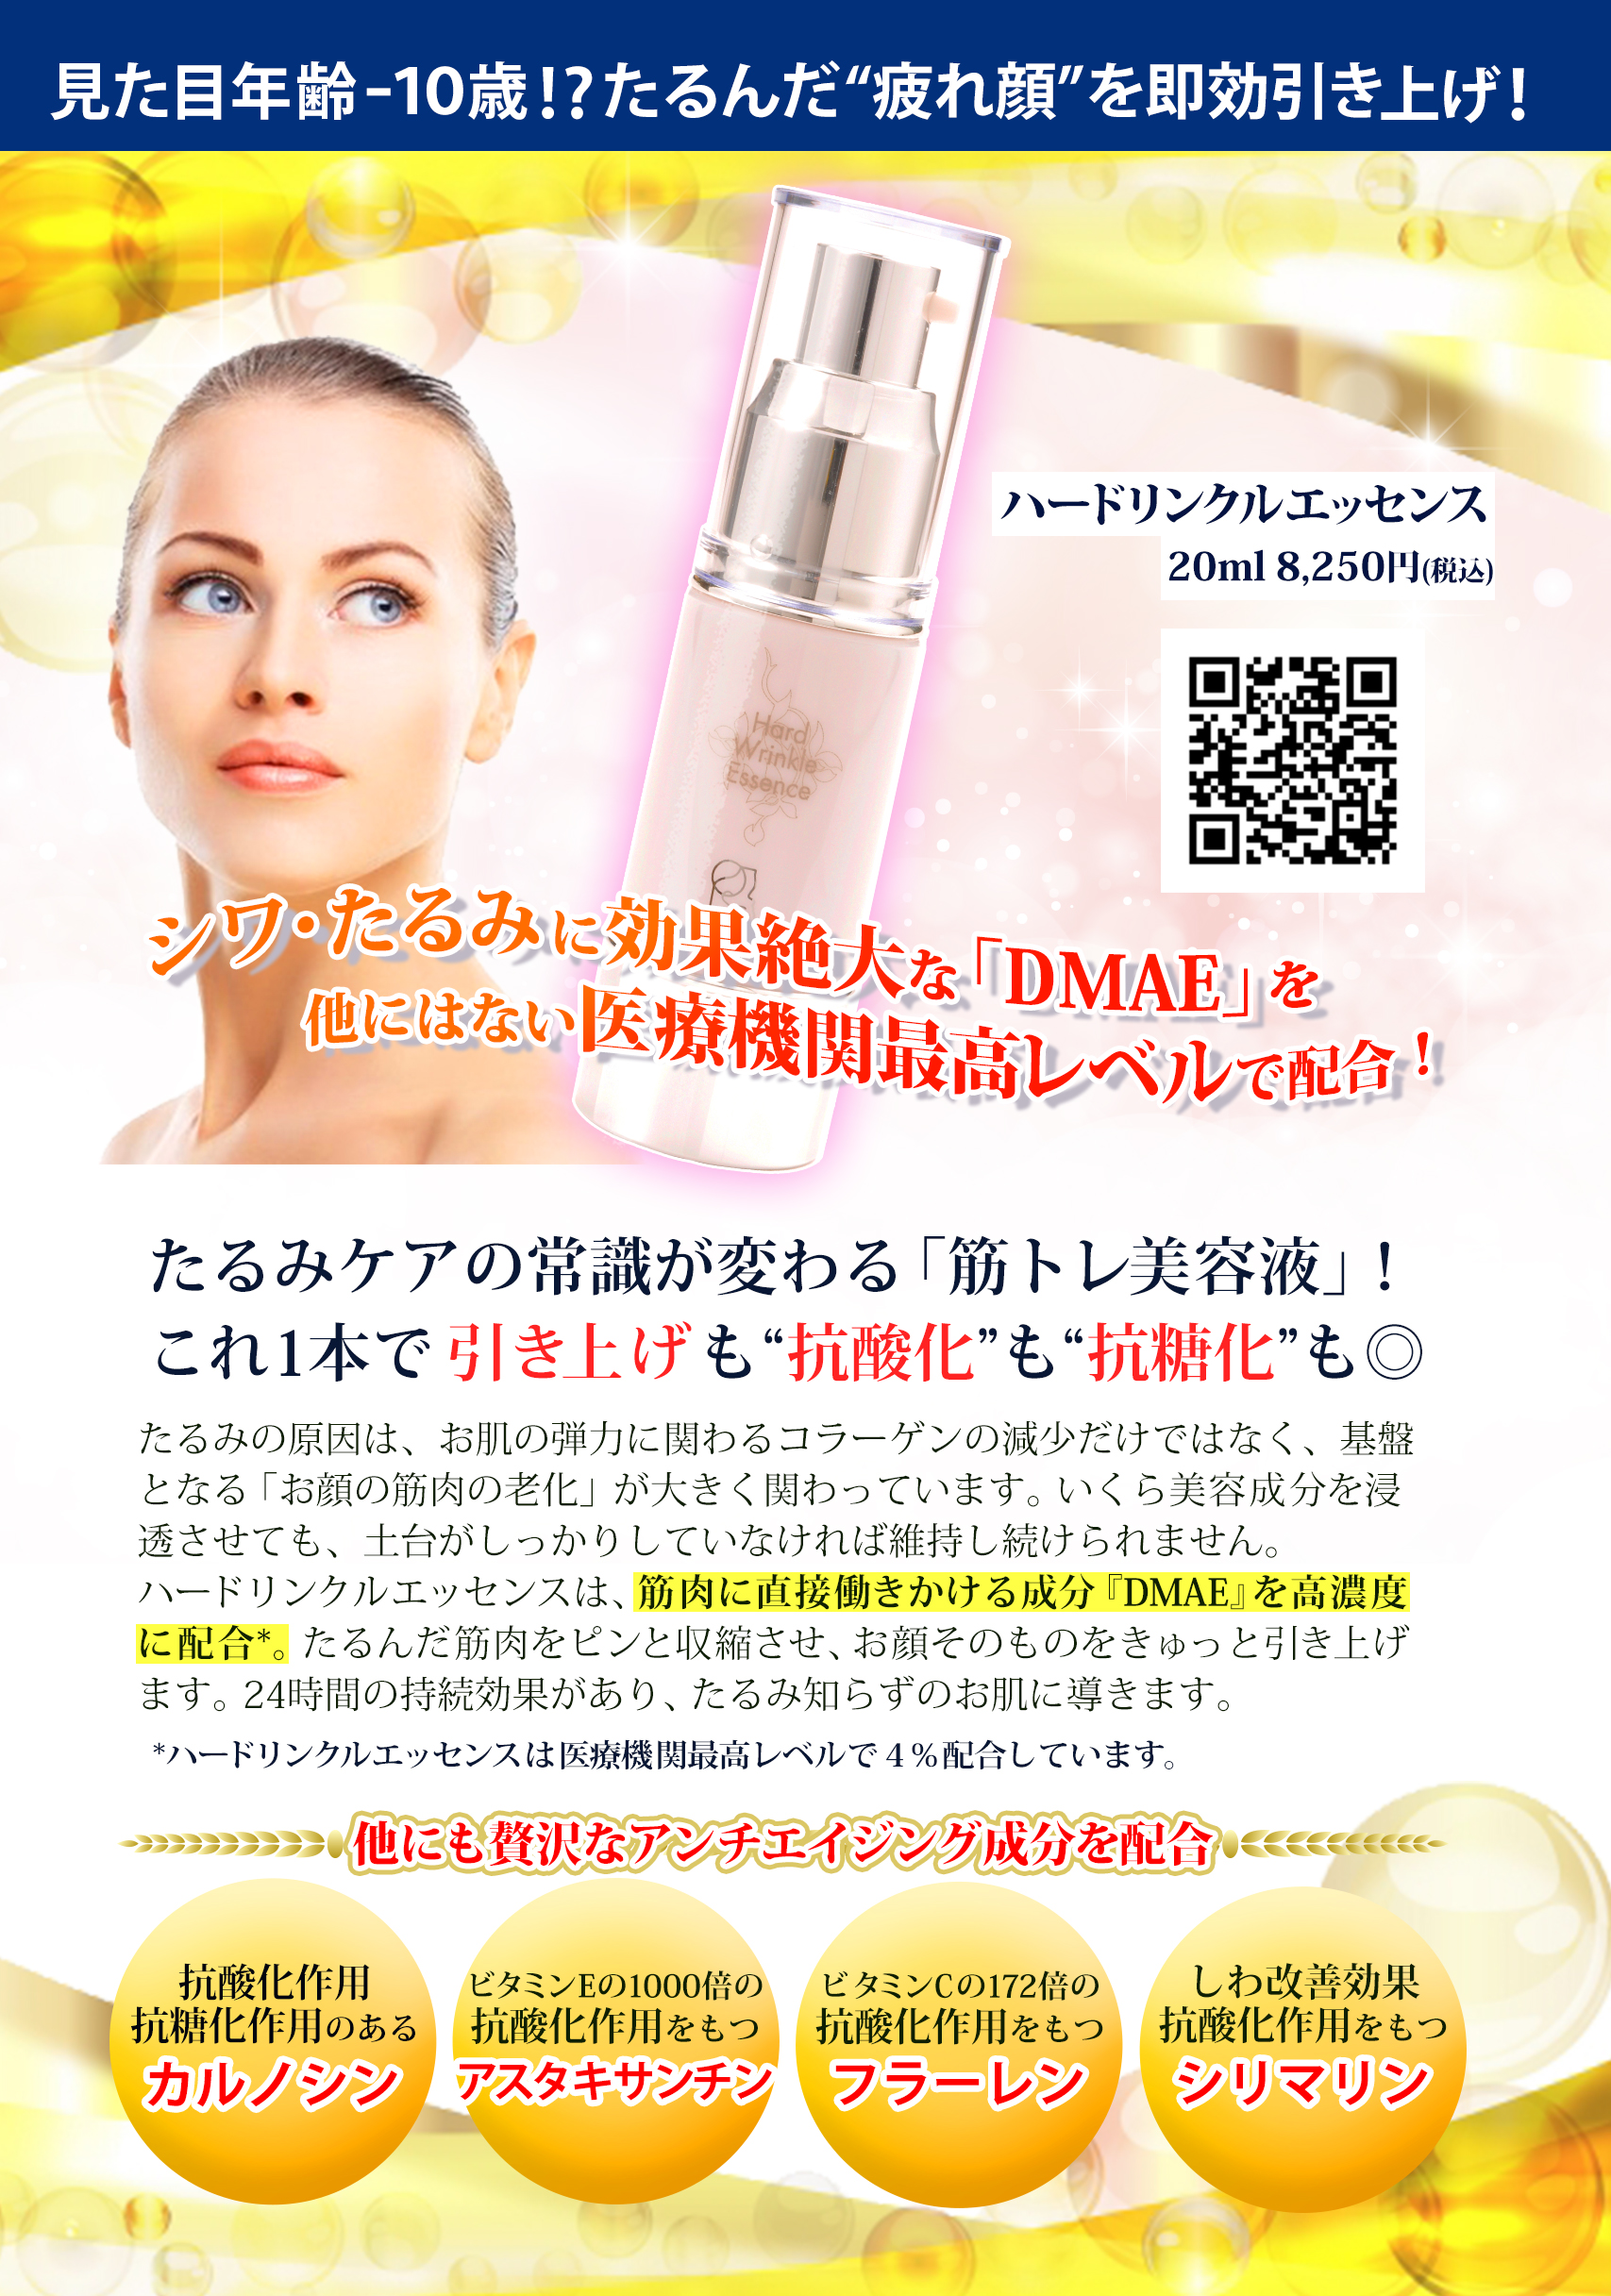 見た目年齢-10歳!?たるんだ“疲れ顔”を即効引き上げ!
ハードリンクルエッセンス
20ml 8,250円(税込)
Hard
Wrinkle
Essence
シワ・たるみに効果絶大な「DMAE」を
他にはない医療機関最高レベルで配合!
たるみケアの常識が変わる「筋トレ美容液」!
これ1本で引き上げも“抗酸化”も“抗糖化”も◎
たるみの原因は、お肌の弾力に関わるコラーゲンの減少だけではなく、基盤
となる「お顔の筋肉の老化」が大きく関わっています。いくら美容成分を浸
透させても、土台がしっかりしていなければ維持し続けられません。
ハードリンクルエッセンスは、筋肉に直接働きかける成分『DMAE』を高濃度
に配合*。たるんだ筋肉をピンと収縮させ、お顔そのものをきゅっと引き上げ
ます。24時間の持続効果があり、たるみ知らずのお肌に導きます。
*ハードリンクルエッセンスは医療機関最高レベルで4%配合しています。
他にも贅沢なアンチエイジング成分を配合
抗酸化作用
抗糖化作用のある
カルノシン
ビタミンEの1000倍の
抗酸化作用をもつ
アスタキサンチン
ビタミンCの172倍の
抗酸化作用をもつ
フラーレン
しわ改善効果
抗酸化作用をもつ
シリマリン